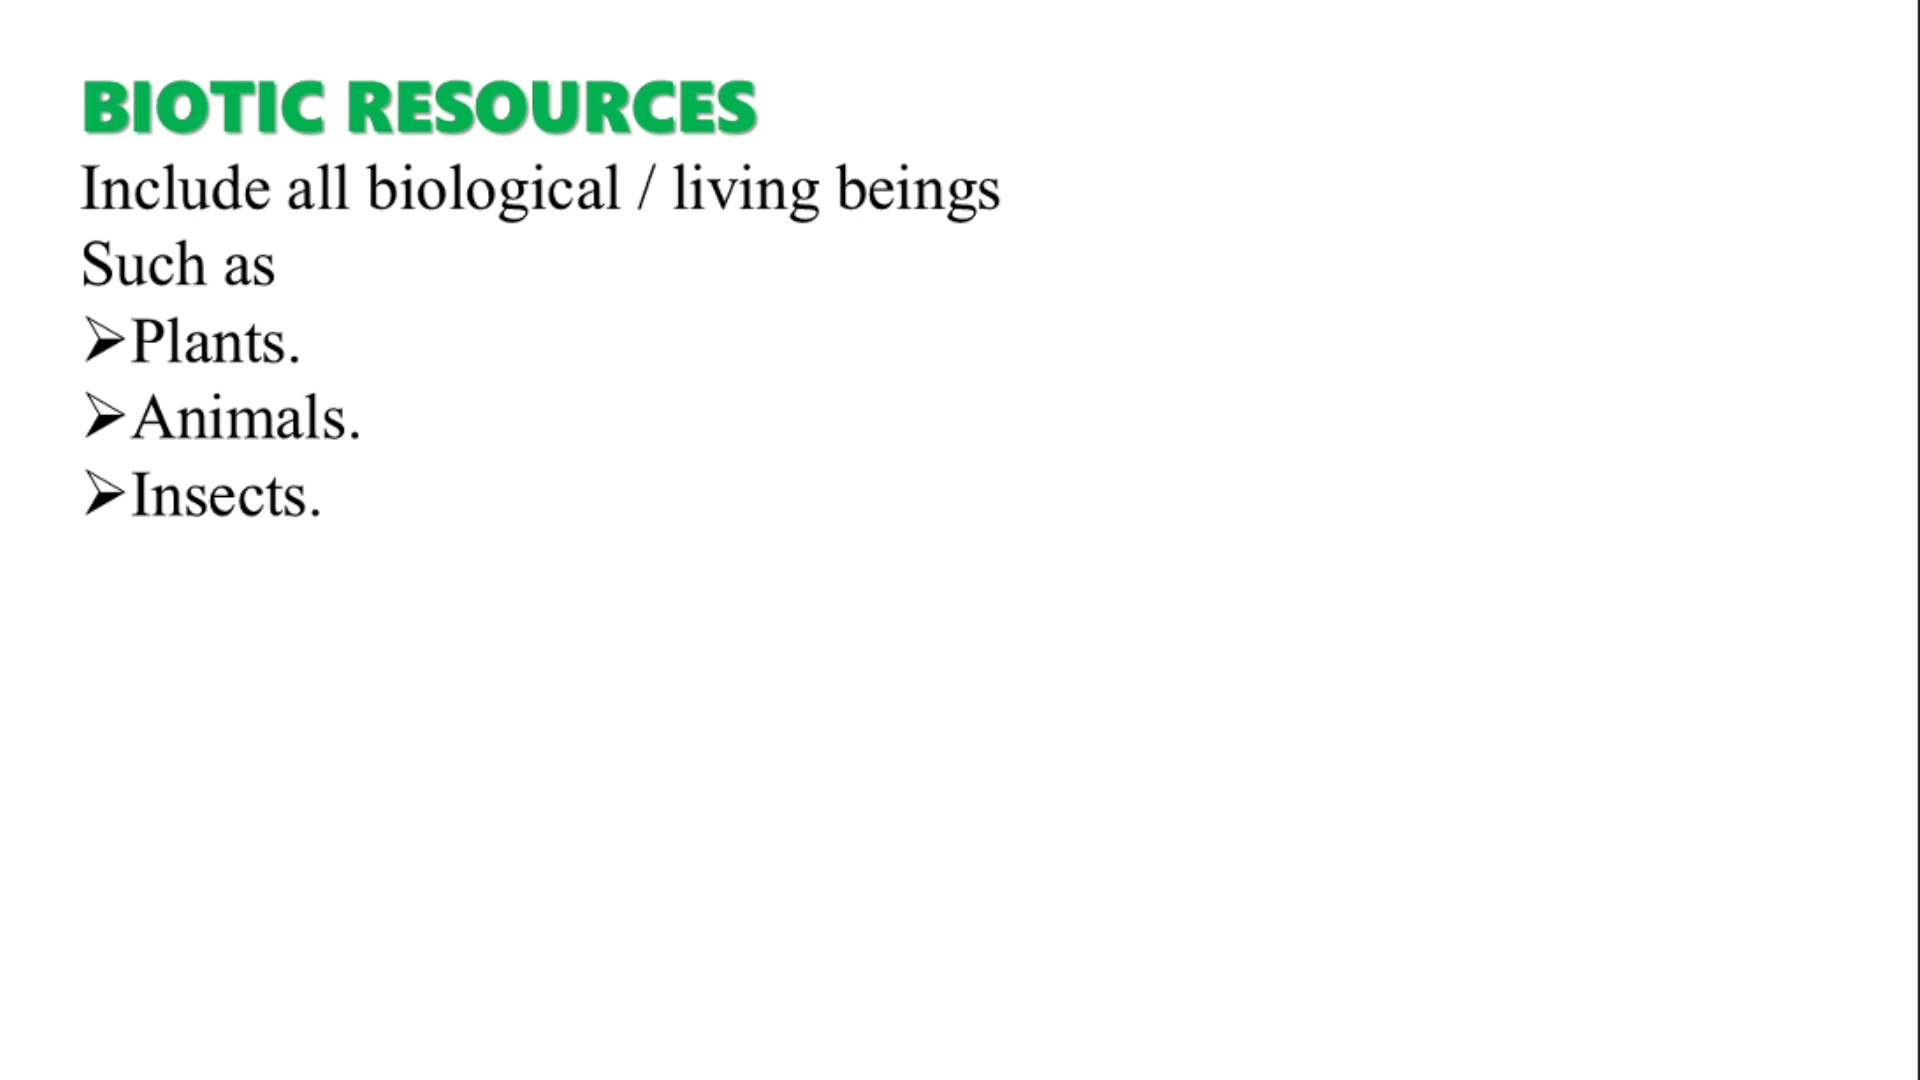 BIOTIC RESOURCES
Include all biological / living beings
Such as
➢Plants.
➢Animals.
➢Insects.